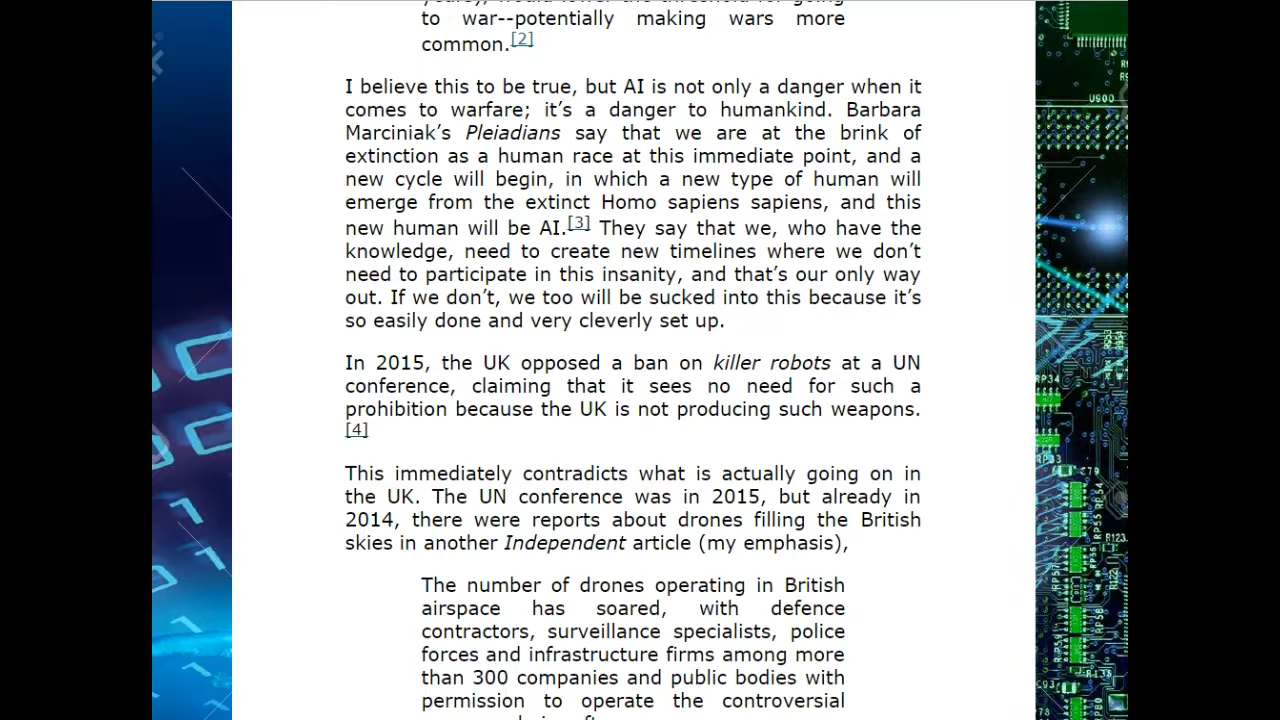 to war--potentially making wars more
common.[2]
I believe this to be true, but AI is not only a danger when it
comes to warfare; it's a danger to humankind. Barbara
Marciniak's Pleiadians say that we are at the brink of
extinction as a human race at this immediate point, and a
new cycle will begin, in which a new type of human will
emerge from the extinct Homo sapiens sapiens, and this
new human will be AI.[3] They say that we, who have the
knowledge, need to create new timelines where we don't
need to participate in this insanity, and that's our only way
out. If we don't, we too will be sucked into this because it's
so easily done and very cleverly set up.
In 2015, the UK opposed a ban on killer robots at a UN
conference, claiming that it sees no need for such a
prohibition because the UK is not producing such weapons.
[4]
This immediately contradicts what is actually going on in
the UK. The UN conference was in 2015, but already in
2014, there were reports about drones filling the British
skies in another Independent article (my emphasis),
The number of drones operating in British
airspace has soared, with defence
contractors, surveillance specialists, police
forces and infrastructure firms among more
than 300 companies and public bodies with
permission to operate the controversial
U900
RP34
RP33
C79
RP54
RP55
R123
RP58
R135
C93
RP80